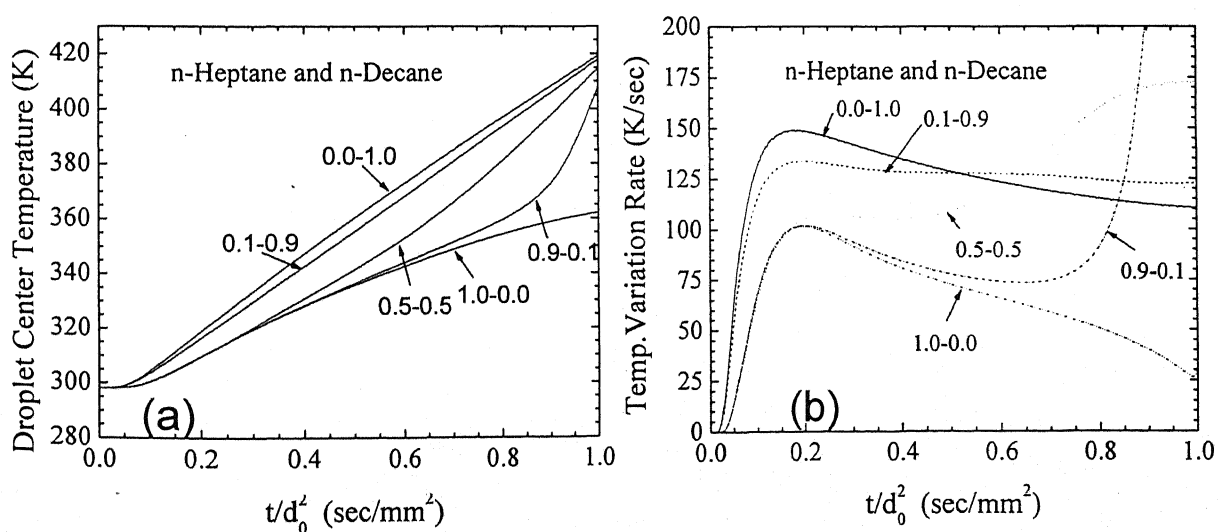 420
400
380
360
340
320
300
280
Droplet Center Temperature (K)
n-Heptane and n-Decane
0.0-1.0
0.1-0.9
0.5-0.5
1.0-0.0
0.9-0.1
(a)
0.0 0.2 0.4 0.6 0.8 1.0
t/d₀² (sec/mm²)
200
175
150
125
100
75
50
25
0
Temp. Variation Rate (K/sec)
n-Heptane and n-Decane
0.0-1.0
0.1-0.9
0.5-0.5
0.9-0.1
1.0-0.0
(b)
0.0 0.2 0.4 0.6 0.8 1.0
t/d₀² (sec/mm²)